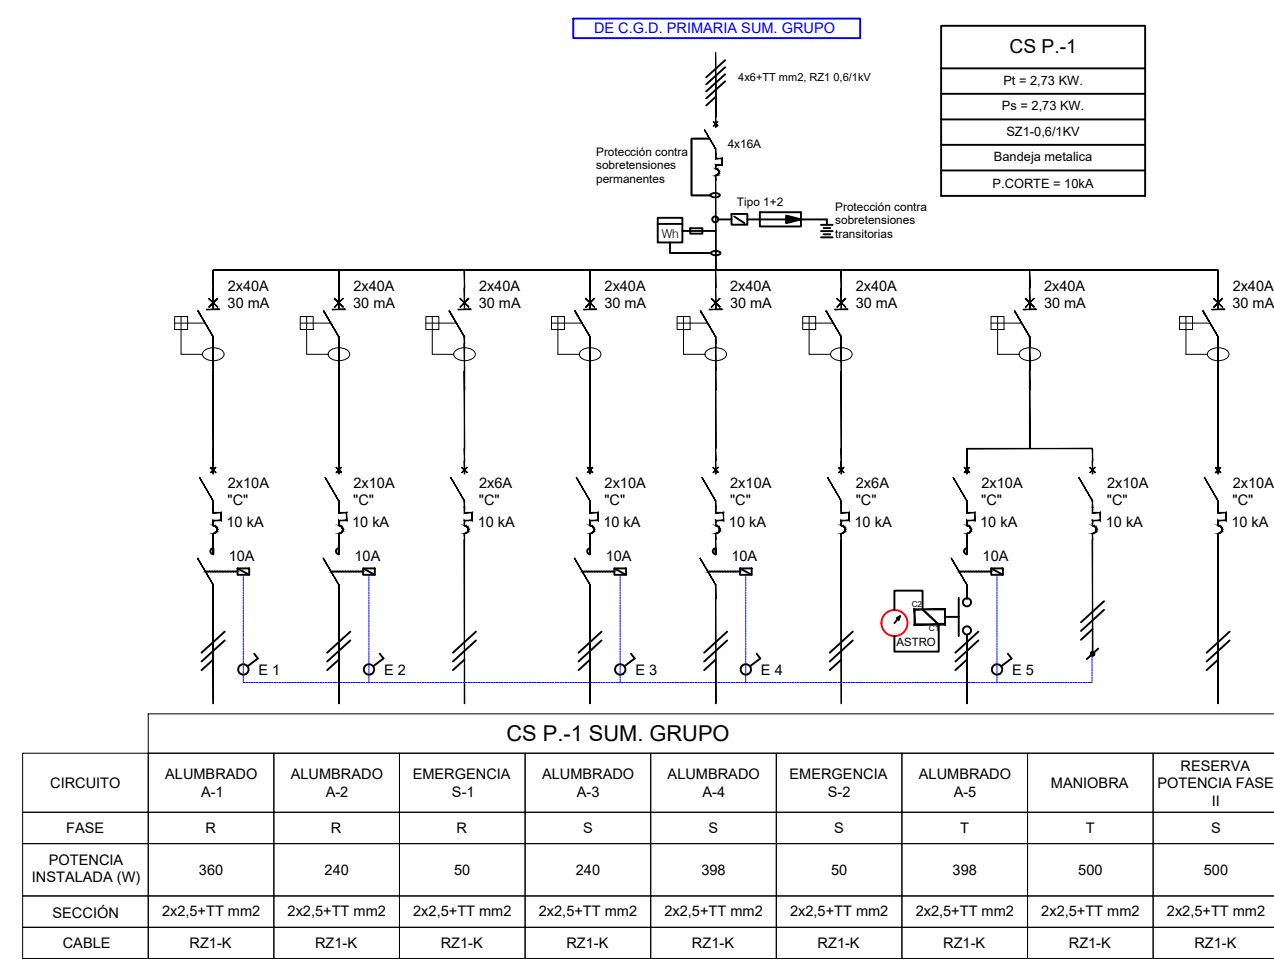 DE C.G.D. PRIMARIA SUM. GRUPO
CS P.-1
Pt = 2,73 KW.
Ps = 2,73 KW.
SZ1-0,6/1KV
Bandeja metalica
P.CORTE = 10kA
4x6+TT mm2, RZ1 0,6/1kV
4x16A
Protección contra
sobretensiones
permanentes
Tipo 1+2
Protección contra
sobretensiones
transitorias
Wh
2x40A 2x40A 2x40A 2x40A 2x40A 2x40A 2x40A 2x40A
30 mA 30 mA 30 mA 30 mA 30 mA 30 mA 30 mA 30 mA
2x10A 2x10A 2x6A 2x10A 2x10A 2x6A 2x10A 2x10A 2x10A
"C" "C" "C" "C" "C" "C" "C" "C" "C"
10 kA 10 kA 10 kA 10 kA 10 kA 10 kA 10 kA 10 kA 10 kA
10A 10A 10A 10A 10A
C2
C1
ASTRO
E 1 E 2 E 3 E 4 E 5
CS P.-1 SUM. GRUPO
CIRCUITO ALUMBRADO A-1 ALUMBRADO A-2 EMERGENCIA S-1 ALUMBRADO A-3 ALUMBRADO A-4 EMERGENCIA S-2 ALUMBRADO A-5 MANIOBRA RESERVA POTENCIA FASE II
FASE R R R S S S T T S
POTENCIA INSTALADA (W) 360 240 50 240 398 50 398 500 500
SECCIÓN 2x2,5+TT mm2 2x2,5+TT mm2 2x2,5+TT mm2 2x2,5+TT mm2 2x2,5+TT mm2 2x2,5+TT mm2 2x2,5+TT mm2 2x2,5+TT mm2 2x2,5+TT mm2
CABLE RZ1-K RZ1-K RZ1-K RZ1-K RZ1-K RZ1-K RZ1-K RZ1-K RZ1-K